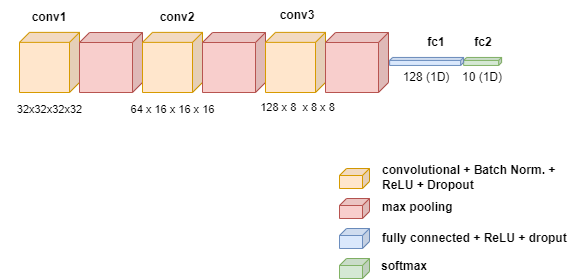 conv1
conv2
conv3
fc1
fc2
32x32x32x32
64 x 16 x 16 x 16
128 x 8 x 8 x 8
128 (1D)
10 (1D)
convolutional + Batch Norm. +
ReLU + Dropout
max pooling
fully connected + ReLU + droput
softmax